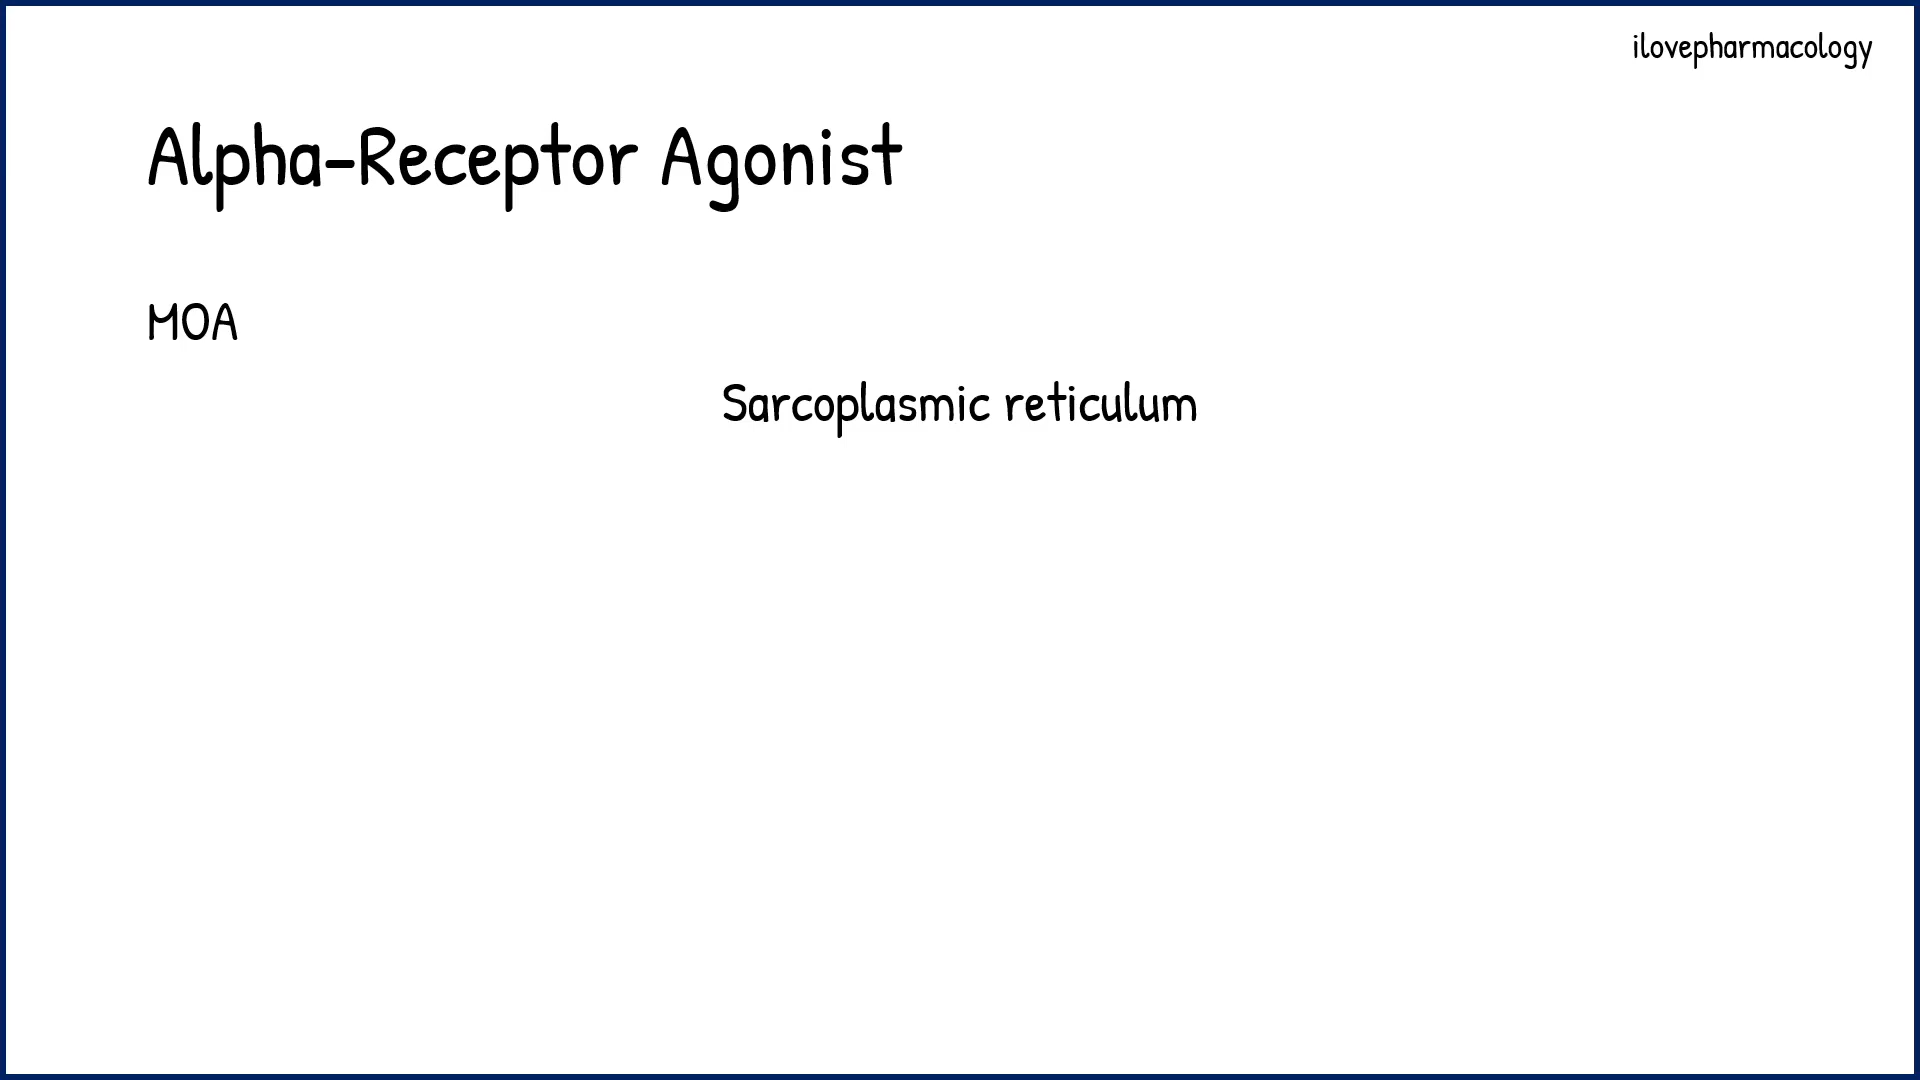 ilovepharmacology
Alpha-Receptor Agonist
MOA
Sarcoplasmic reticulum